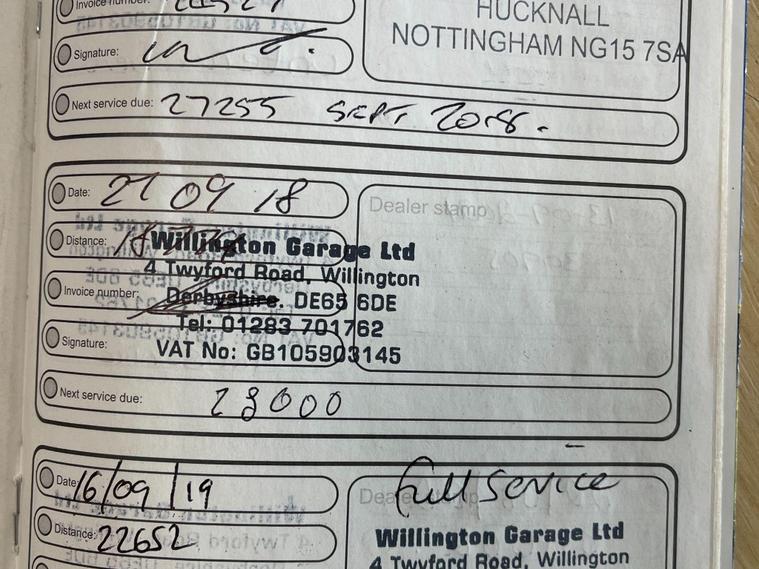 Invoice number:
HUCKNALL
NOTTINGHAM NG15 7SA
Signature:
Next service due: 27255 SEPT 2018.
Date: 21 09 18
Dealer stamp
Distance:
Willington Garage Ltd
4 Twyford Road, Willington
Invoice number:
Derbyshire. DE65 6DE
Tel: 01283 701762
Signature:
VAT No: GB105903145
Next service due: 23000
Date: 16/09/19
Full Service
Distance: 22652
Willington Garage Ltd
4 Twyford Road, Willington